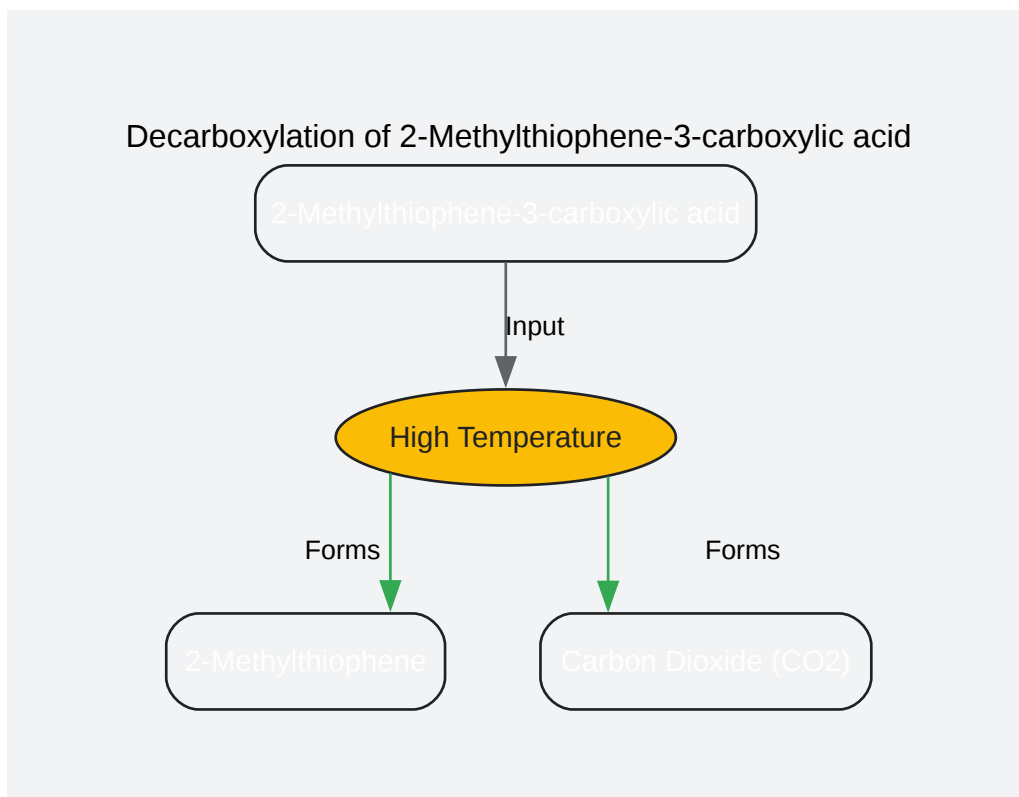 Decarboxylation of 2-Methylthiophene-3-carboxylic acid
2-Methylthiophene-3-carboxylic acid
Input
High Temperature
Forms
Forms
2-Methylthiophene
Carbon Dioxide (CO2)